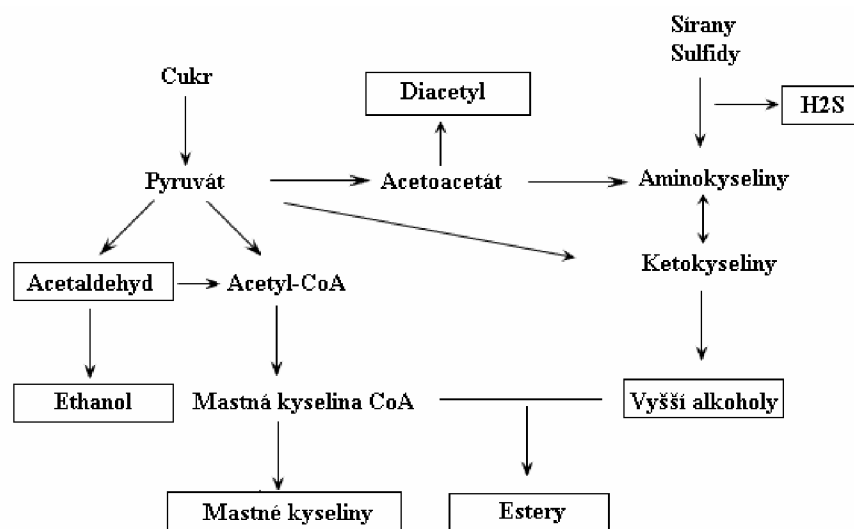 Sírany
Sulfidy
Cukr
Diacetyl
H2S
Pyruvát
Acetoacetát
Aminokyseliny
Ketokyseliny
Acetaldehyd
Acetyl-CoA
Ethanol
Mastná kyselina CoA
Vyšší alkoholy
Mastné kyseliny
Estery